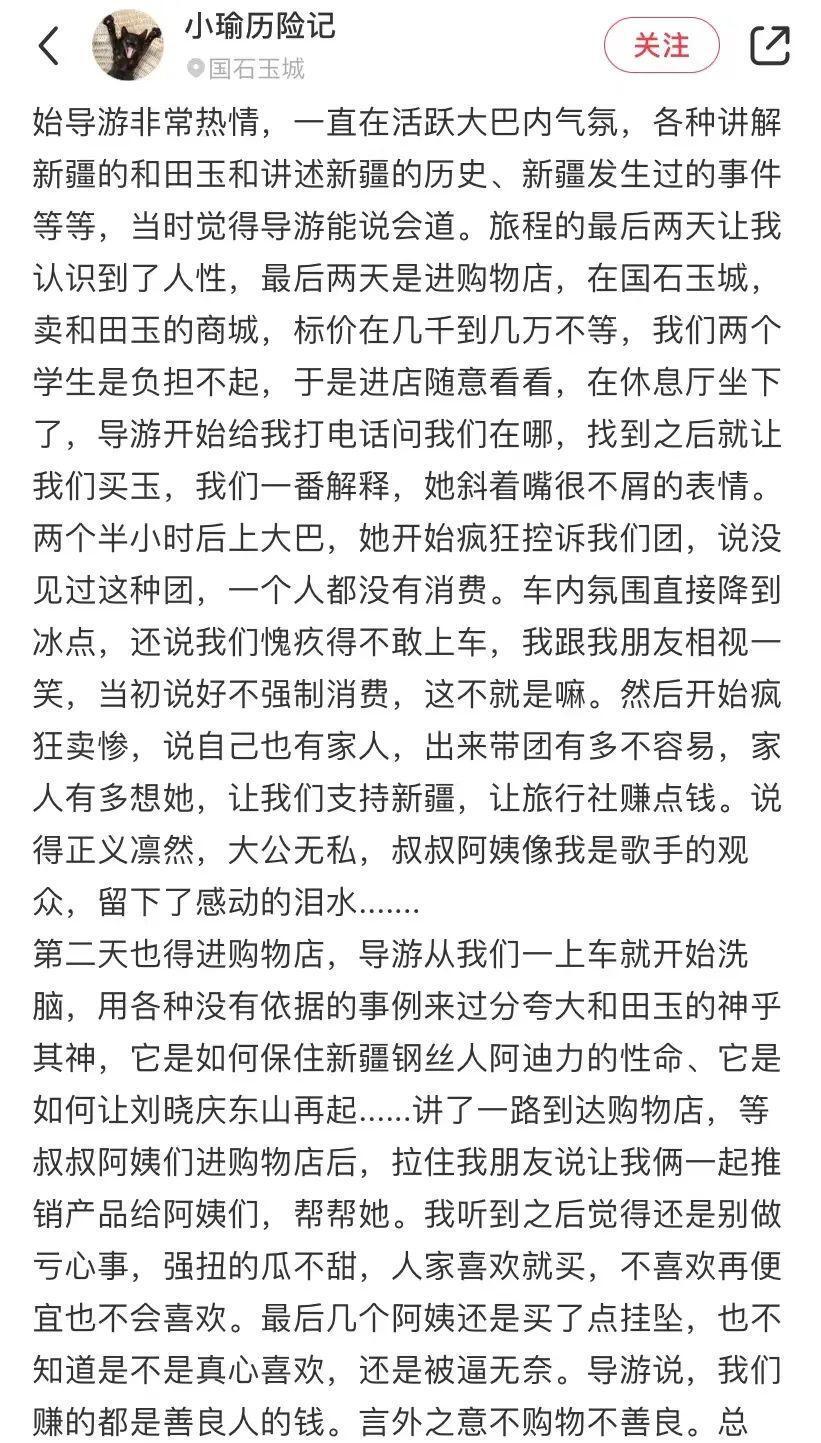 小瑜历险记
国石玉城
关注
始导游非常热情，一直在活跃大巴内气氛，各种讲解
新疆的和田玉和讲述新疆的历史、新疆发生过的事件
等等，当时觉得导游能说会道。旅程的最后两天让我
认识到了人性，最后两天是进购物店，在国石玉城，
卖和田玉的商城，标价在几千到几万不等，我们两个
学生是负担不起，于是进店随意看看，在休息厅坐下
了，导游开始给我打电话问我们在哪，找到之后就让
我们买玉，我们一番解释，她斜着嘴很不屑的表情。
两个半小时后上大巴，她开始疯狂控诉我们团，说没
见过这种团，一个人都没有消费。车内氛围直接降到
冰点，还说我们愧疚得不敢上车，我跟我朋友相视一
笑，当初说好不强制消费，这不就是嘛。然后开始疯
狂卖惨，说自己也有家人，出来带团有多不容易，家
人有多想她，让我们支持新疆，让旅行社赚点钱。说
得正义凛然，大公无私，叔叔阿姨像我是歌手的观
众，留下了感动的泪水.......
第二天也得进购物店，导游从我们一上车就开始洗
脑，用各种没有依据的事例来过分夸大和田玉的神乎
其神，它是如何保住新疆钢丝人阿迪力的性命、它是
如何让刘晓庆东山再起......讲了一路到达购物店，等
叔叔阿姨们进购物店后，拉住我朋友说让我俩一起推
销产品给阿姨们，帮帮她。我听到之后觉得还是别做
亏心事，强扭的瓜不甜，人家喜欢就买，不喜欢再便
宜也不会喜欢。最后几个阿姨还是买了点挂坠，也不
知道是不是真心喜欢，还是被逼无奈。导游说，我们
赚的都是善良人的钱。言外之意不购物不善良。总